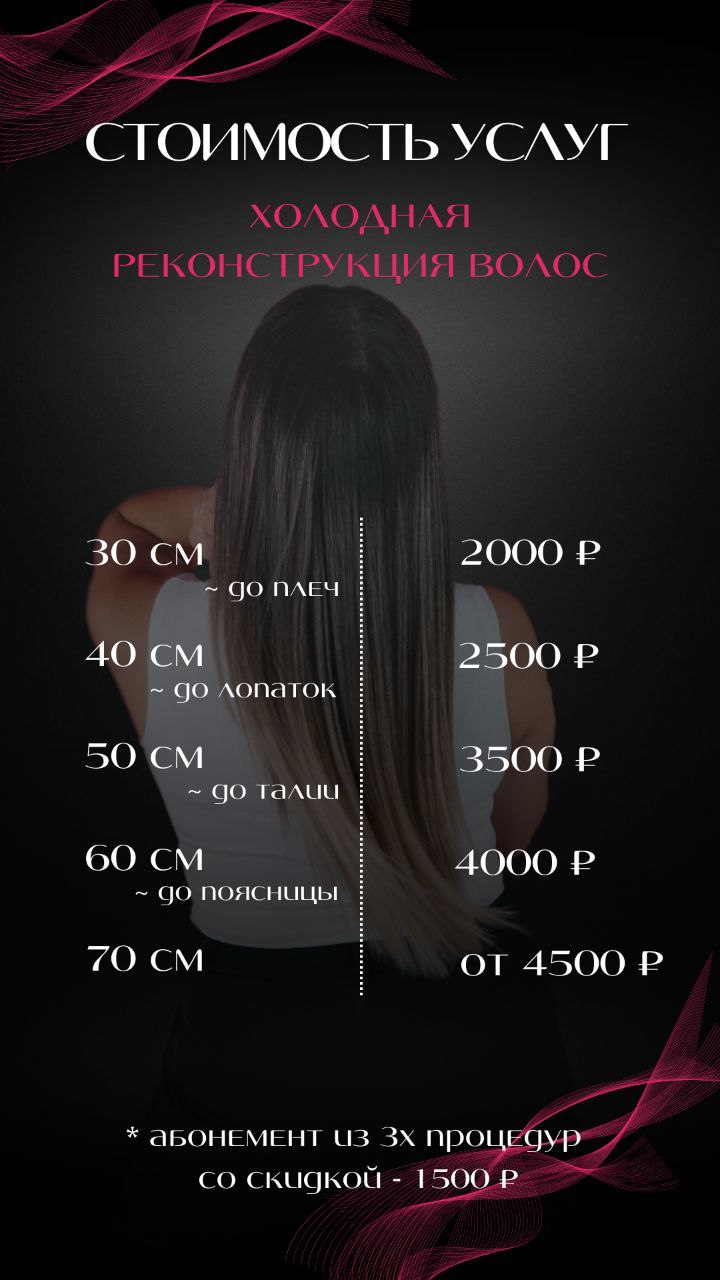 СТОИМОСТЬ УСЛУГ
ХОЛОДНАЯ
РЕКОНСТРУКЦИЯ ВОЛОС
30 см 2000 ₽
~ до плеч
40 см 2500 ₽
~ до лопаток
50 см 3500 ₽
~ до талии
60 см 4000 ₽
~ до поясницы
70 см от 4500 ₽
* абонемент из 3х процедур
со скидкой - 1500 ₽